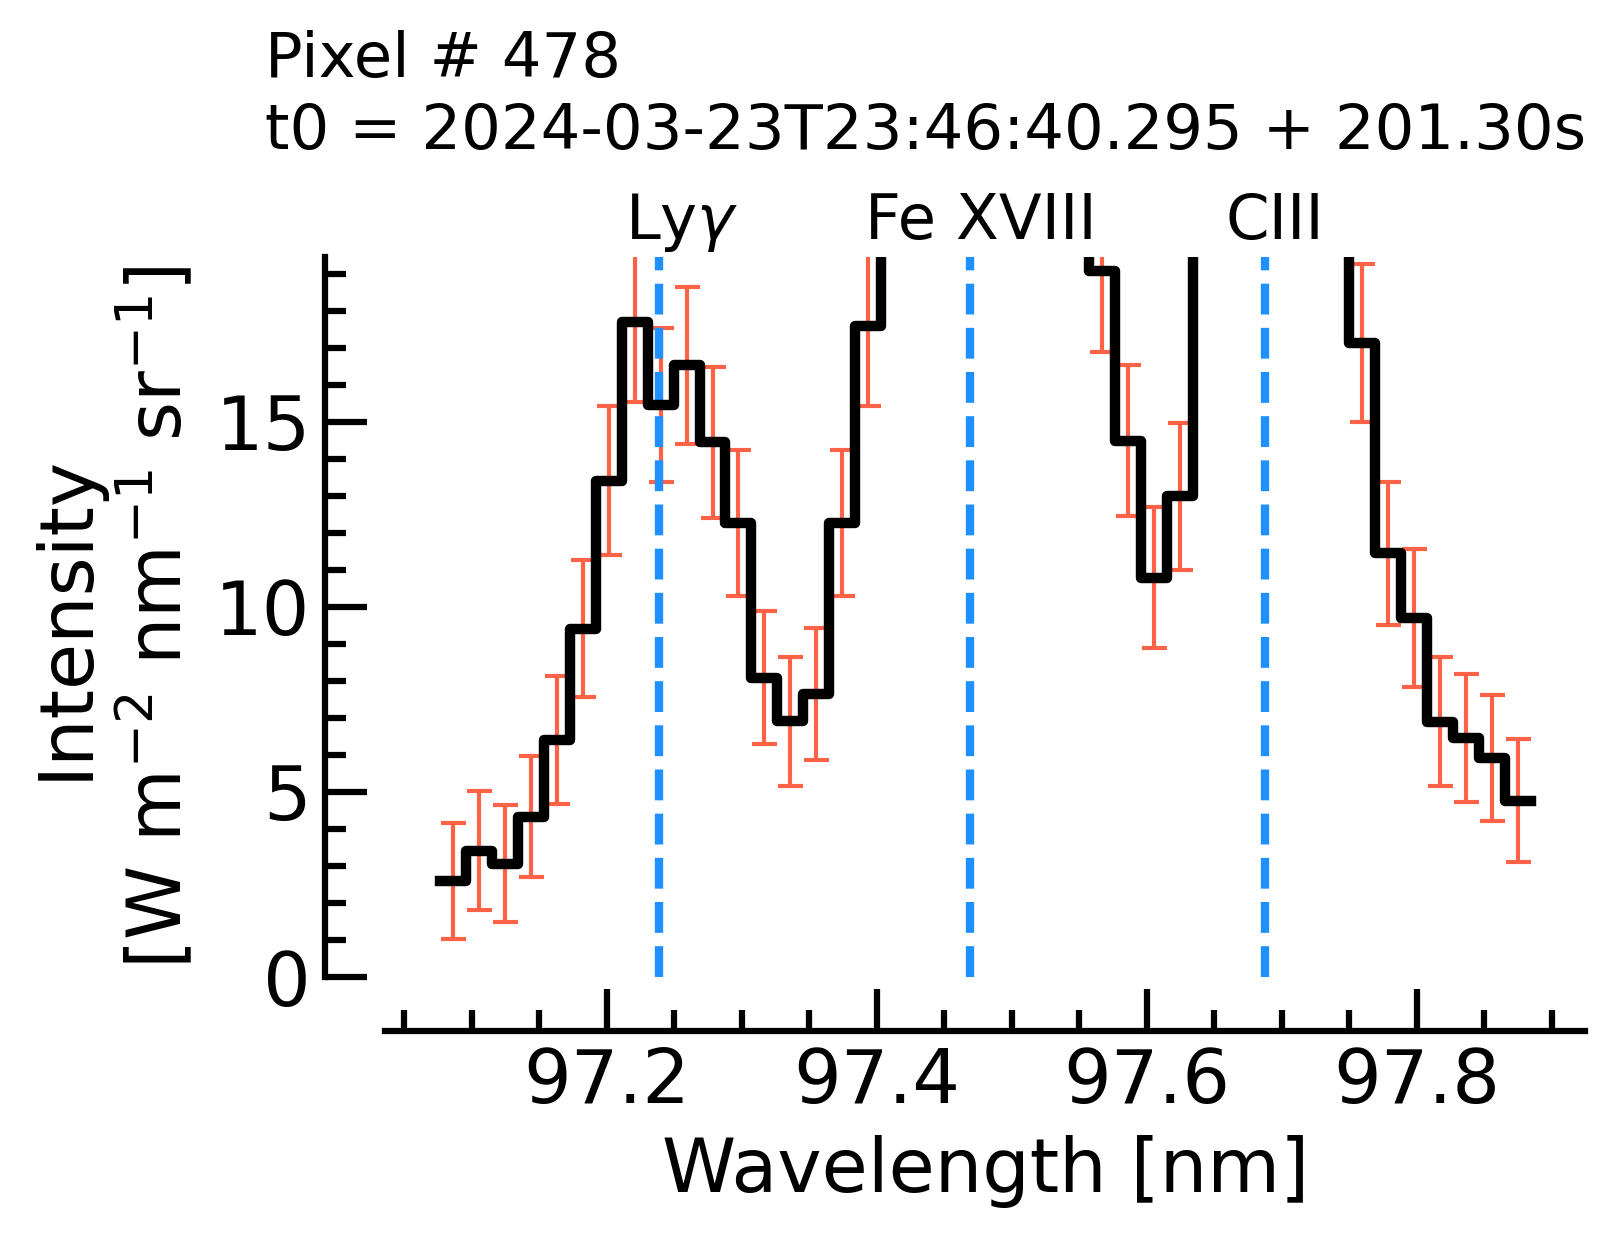 Pixel # 478
t0 = 2024-03-23T23:46:40.295 + 201.30s
Lyγ Fe XVIII CIII
Intensity
[W m⁻² nm⁻¹ sr⁻¹]
15
10
5
0
97.2 97.4 97.6 97.8
Wavelength [nm]